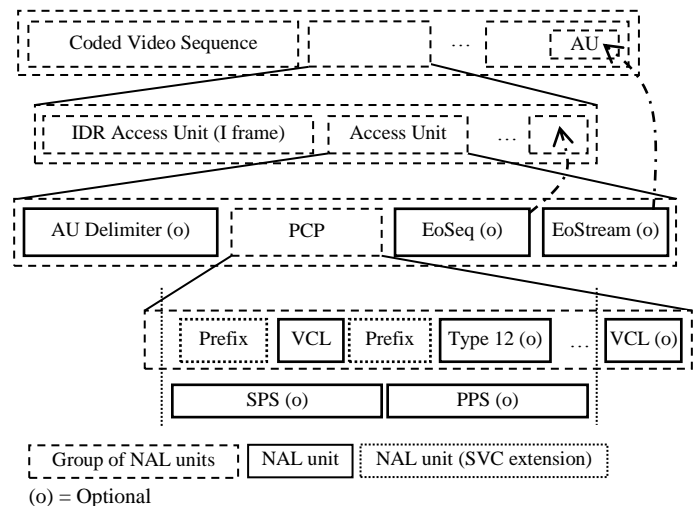 Coded Video Sequence ... AU
IDR Access Unit (I frame) Access Unit ...
AU Delimiter (o) PCP EoSeq (o) EoStream (o)
Prefix VCL Prefix Type 12 (o) ... VCL (o)
SPS (o) PPS (o)
Group of NAL units NAL unit NAL unit (SVC extension)
(o) = Optional